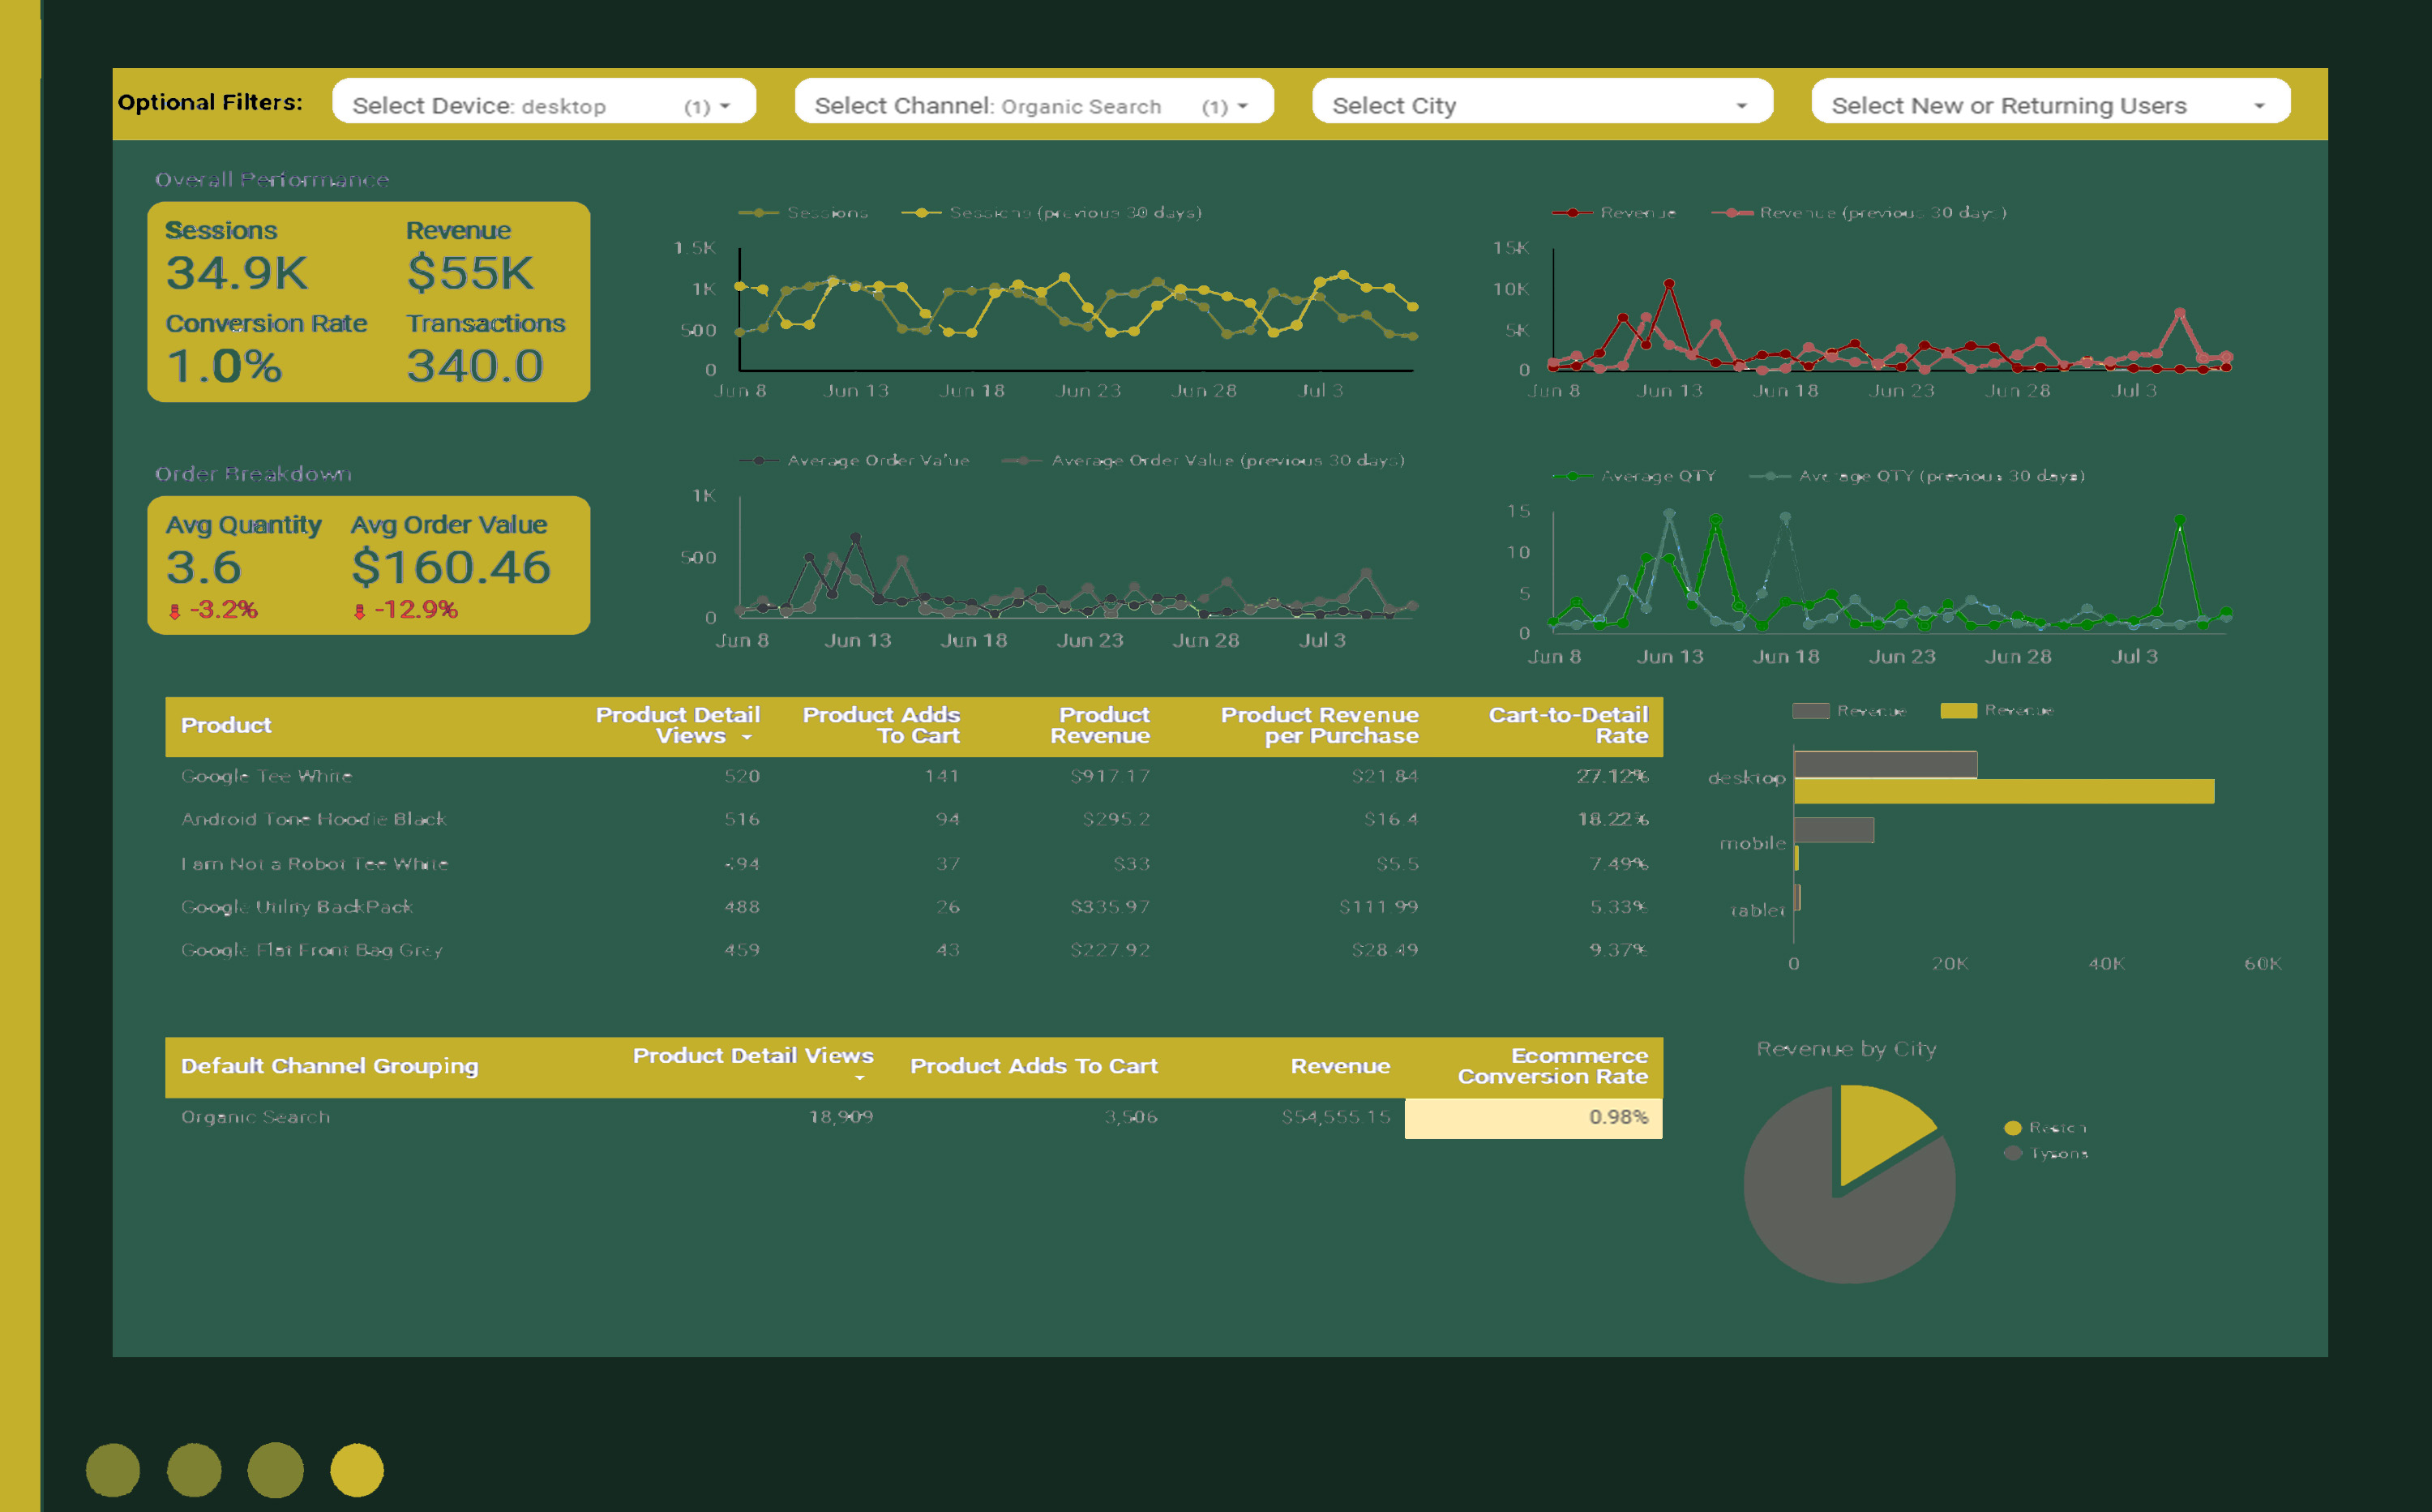 Optional Filters: Select Device: desktop (1) Select Channel: Organic Search (1) Select City Select New or Returning Users
Overall Performance
Sessions Revenue
34.9K $55K
Conversion Rate Transactions
1.0% 340.0
Sessions Sessions (previous 30 days)
1.5K
1K
500
0
Jun 8 Jun 13 Jun 18 Jun 23 Jun 28 Jul 3
Revenue Revenue (previous 30 days)
15K
10K
5K
0
Jun 8 Jun 13 Jun 18 Jun 23 Jun 28 Jul 3
Order Breakdown
Avg Quantity Avg Order Value
3.6 $160.46
-3.2% -12.9%
Average Order Value Average Order Value (previous 30 days)
1K
500
0
Jun 8 Jun 13 Jun 18 Jun 23 Jun 28 Jul 3
Average QTY Average QTY (previous 30 days)
15
10
5
0
Jun 8 Jun 13 Jun 18 Jun 23 Jun 28 Jul 3
Product Product Detail Views Product Adds To Cart Product Revenue Product Revenue per Purchase Cart-to-Detail Rate
Google Tee White 520 141 $917.17 $21.84 27.12%
Android Tone Hoodie Black 516 94 $295.2 $16.4 18.22%
I am Not a Robot Tee White 37 $33 $5.5 7.49%
Google Utility BackPack 488 26 $335.97 $111.99 5.33%
Google Flat Front Bag Grey 459 43 $227.92 $28.49 9.37%
Revenue Revenue
desktop
mobile
tablet
0 20K 40K 60K
Default Channel Grouping Product Detail Views Product Adds To Cart Revenue Ecommerce Conversion Rate
Organic Search 18,909 3,506 $54,555.15 0.98%
Revenue by City
Reston
Tysons